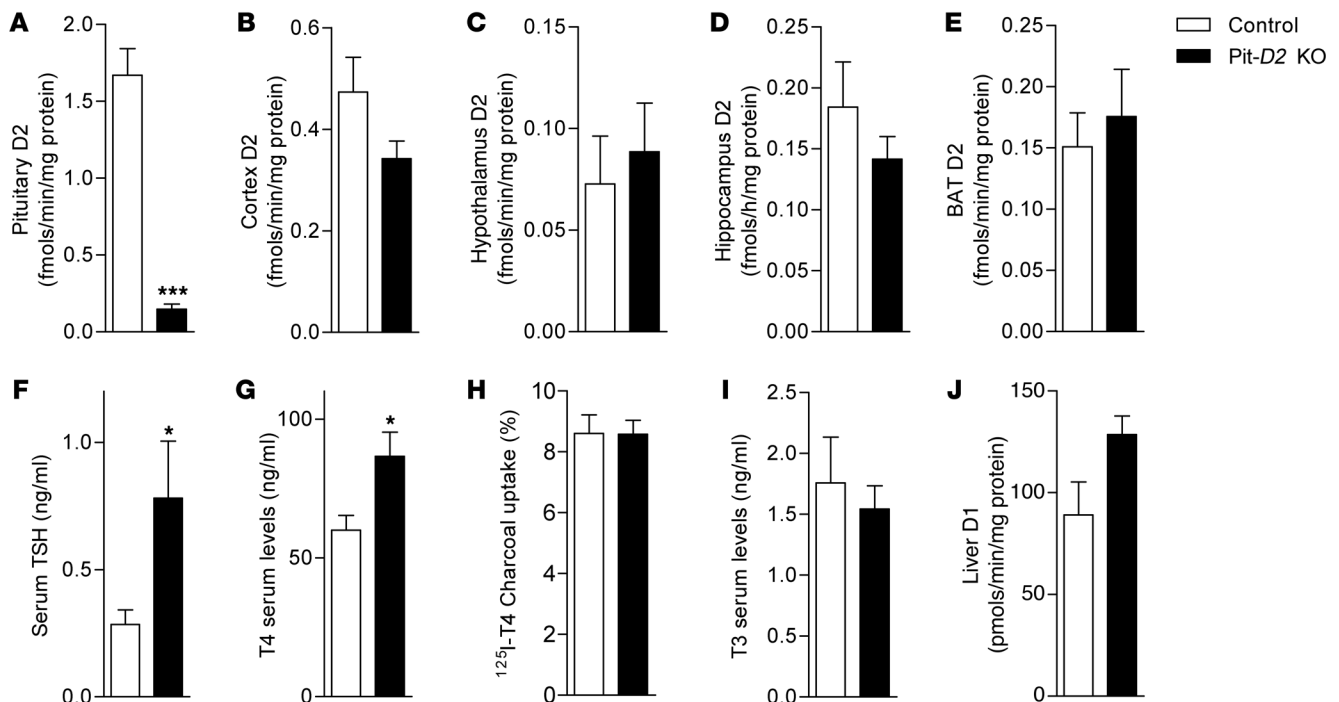 A
Pituitary D2
(fmols/min/mg protein)
2.0
1.5
1.0
0.5
0.0
***
B
Cortex D2
(fmols/min/mg protein)
0.6
0.4
0.2
0.0
C
Hypothalamus D2
(fmols/min/mg protein)
0.15
0.10
0.05
0.00
D
Hippocampus D2
(fmols/h/mg protein)
0.25
0.20
0.15
0.10
0.05
0.00
E
BAT D2
(fmols/min/mg protein)
0.25
0.20
0.15
0.15
0.05
0.00
Control
Pit-D2 KO
F
Serum TSH (ng/ml)
1.0
0.5
0.0
*
G
T4 serum levels (ng/ml)
100
50
0
*
H
¹²⁵I-T4 Charcoal uptake (%)
10
8
6
4
2
0
I
T3 serum levels (ng/ml)
2.5
2.0
1.5
1.0
0.5
0.0
J
Liver D1
(pmols/min/mg protein)
150
100
50
0